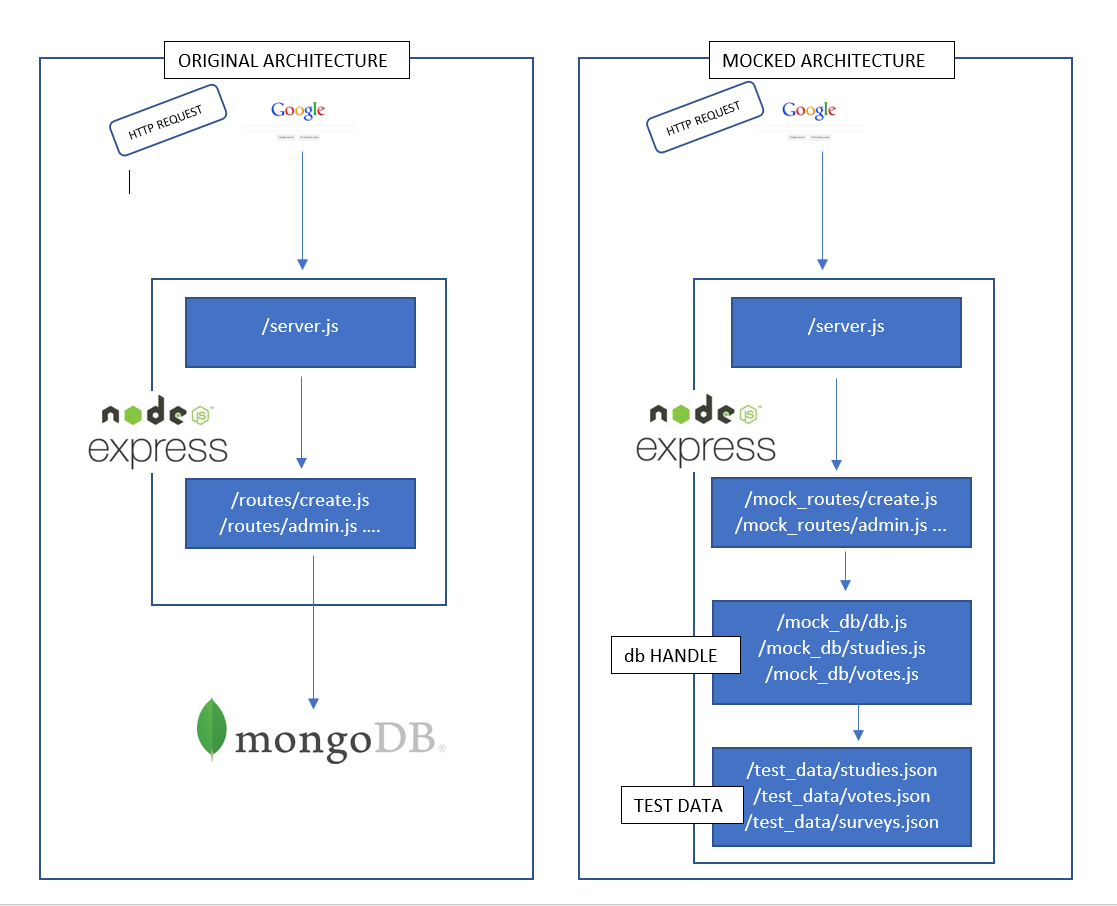 ORIGINAL ARCHITECTURE
HTTP REQUEST
Google
/server.js
node js™
express
/routes/create.js
/routes/admin.js ....
mongoDB®
MOCKED ARCHITECTURE
HTTP REQUEST
Google
/server.js
node js™
express
/mock_routes/create.js
/mock_routes/admin.js ...
/mock_db/db.js
/mock_db/studies.js
/mock_db/votes.js
db HANDLE
/test_data/studies.json
/test_data/votes.json
/test_data/surveys.json
TEST DATA